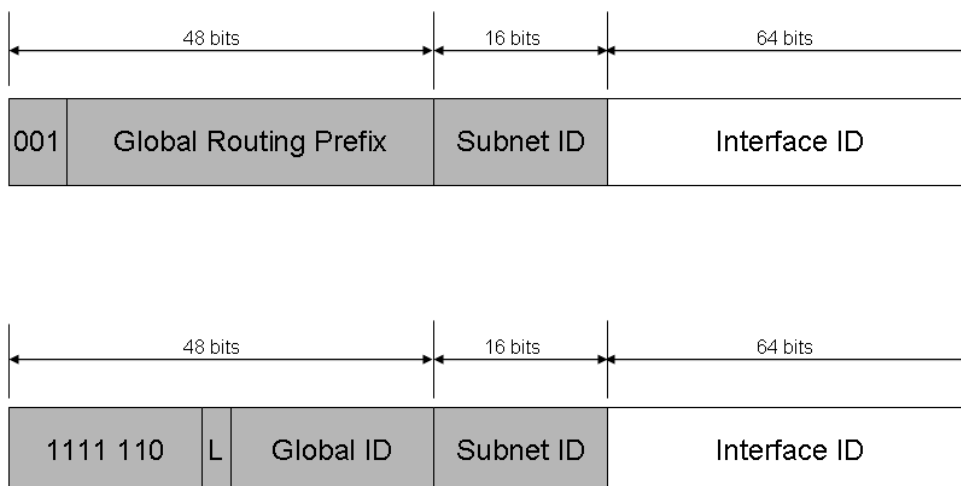 48 bits 16 bits 64 bits
001 Global Routing Prefix Subnet ID Interface ID
48 bits 16 bits 64 bits
1111 110 L Global ID Subnet ID Interface ID